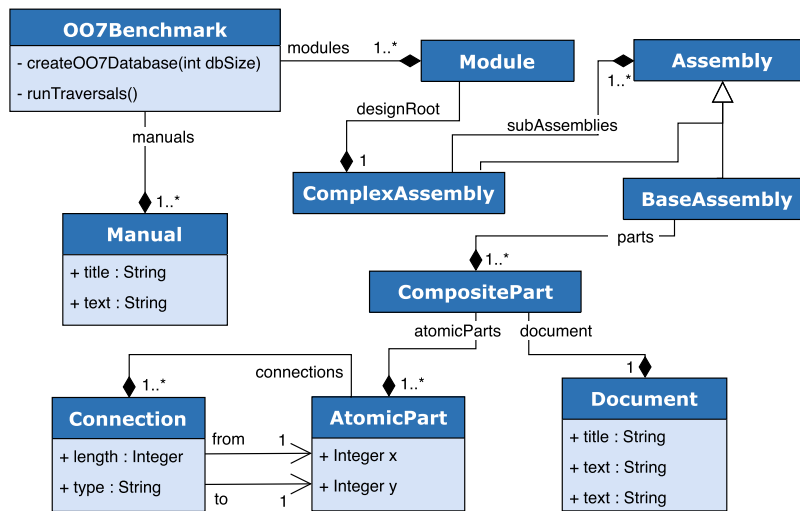 OO7Benchmark
- createOO7Database(int dbSize)
- runTraversals()
modules
1..*
Module
Assembly
1..*
designRoot
subAssemblies
manuals
1
ComplexAssembly
BaseAssembly
1..*
Manual
+ title : String
+ text : String
parts
1..*
CompositePart
atomicParts
document
connections
1..*
1..*
1
Connection
+ length : Integer
+ type : String
from
1
to
1
AtomicPart
+ Integer x
+ Integer y
Document
+ title : String
+ text : String
+ text : String